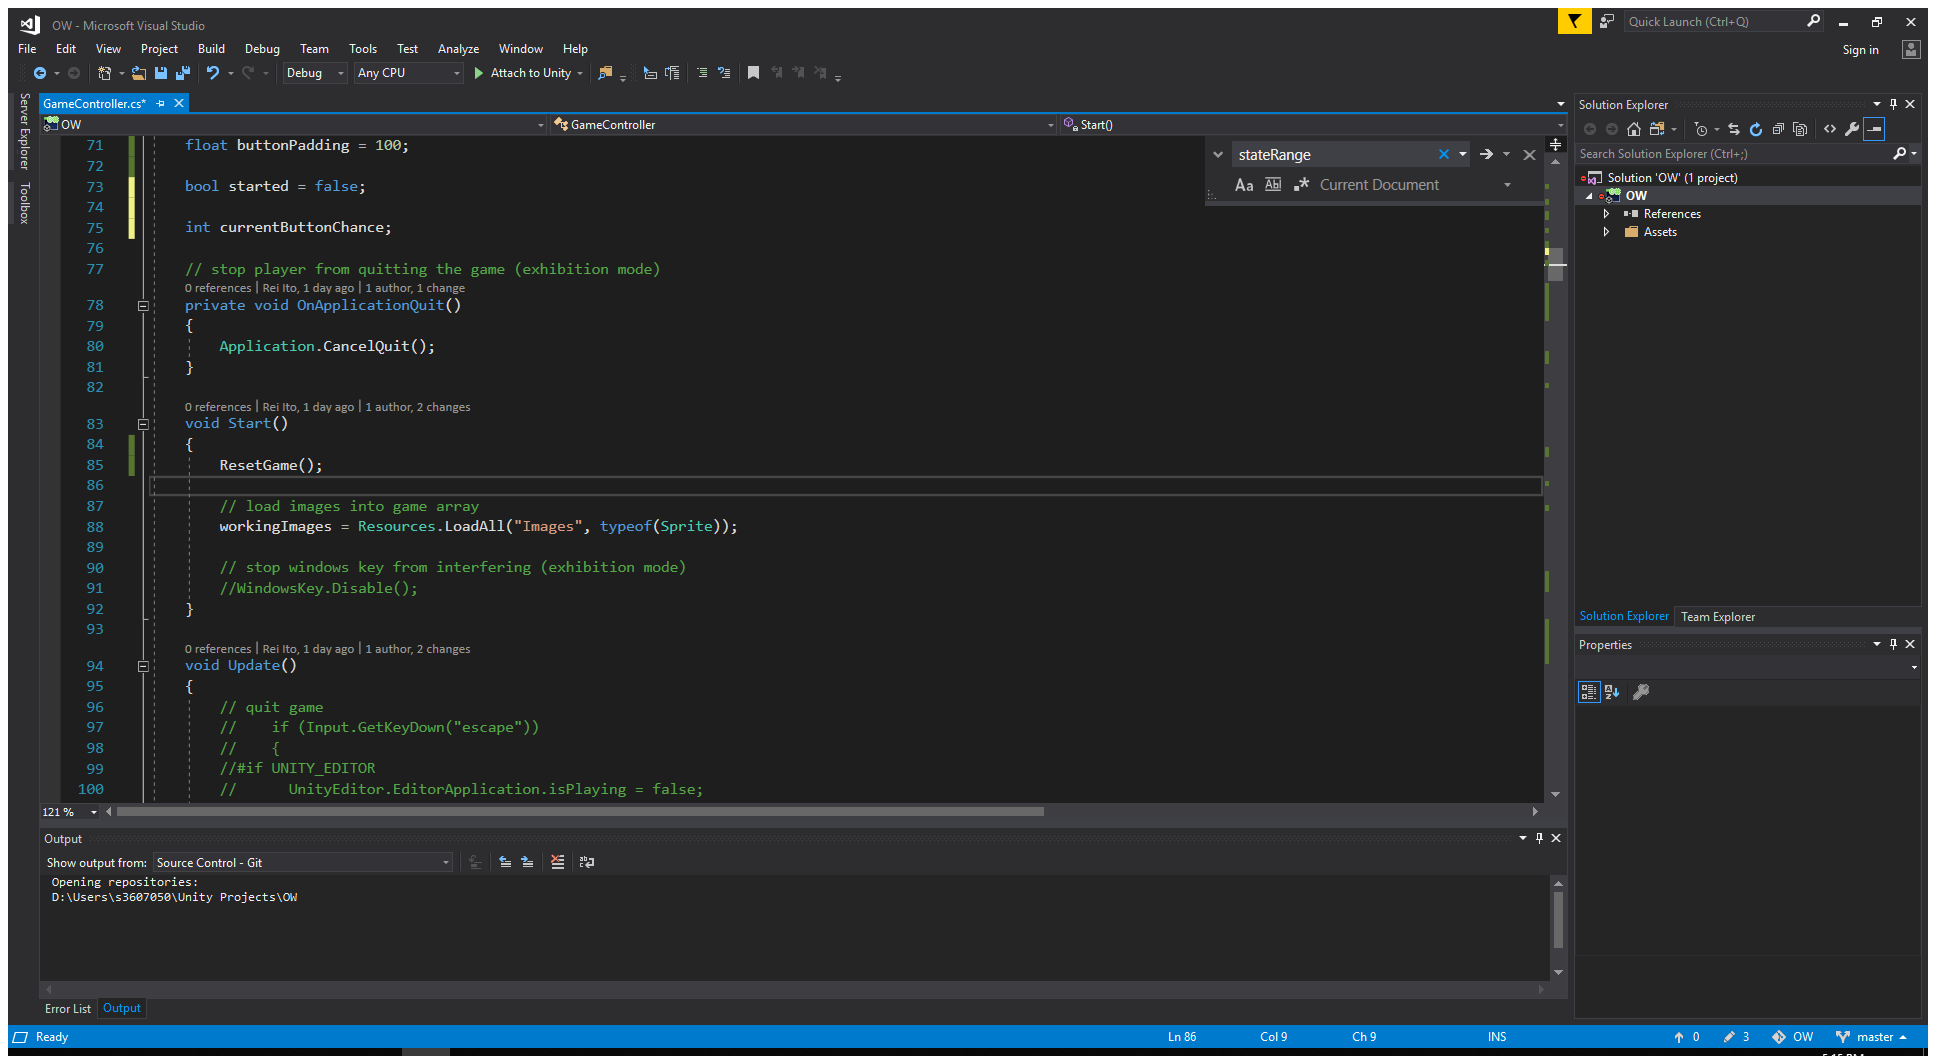 OW - Microsoft Visual Studio
Quick Launch (Ctrl+Q)
File Edit View Project Build Debug Team Tools Test Analyze Window Help
Sign in
Debug Any CPU Attach to Unity
Server Explorer
Toolbox
GameController.cs*
OW GameController Start()
stateRange
Aa Abl .* Current Document
71 float buttonPadding = 100;
72
73 bool started = false;
74
75 int currentButtonChance;
76
77 // stop player from quitting the game (exhibition mode)
0 references | Rei Ito, 1 day ago | 1 author, 1 change
78 private void OnApplicationQuit()
79 {
80 Application.CancelQuit();
81 }
82
0 references | Rei Ito, 1 day ago | 1 author, 2 changes
83 void Start()
84 {
85 ResetGame();
86
87 // load images into game array
88 workingImages = Resources.LoadAll("Images", typeof(Sprite));
89
90 // stop windows key from interfering (exhibition mode)
91 //WindowsKey.Disable();
92 }
93
0 references | Rei Ito, 1 day ago | 1 author, 2 changes
94 void Update()
95 {
96 // quit game
97 // if (Input.GetKeyDown("escape"))
98 // {
99 //#if UNITY_EDITOR
100 // UnityEditor.EditorApplication.isPlaying = false;
121 %
Output
Show output from: Source Control - Git
Opening repositories:
D:\Users\s3607050\Unity Projects\OW
Error List Output
Solution Explorer
Search Solution Explorer (Ctrl+;)
Solution 'OW' (1 project)
OW
References
Assets
Solution Explorer Team Explorer
Properties
Ready Ln 86 Col 9 Ch 9 INS 0 3 OW master